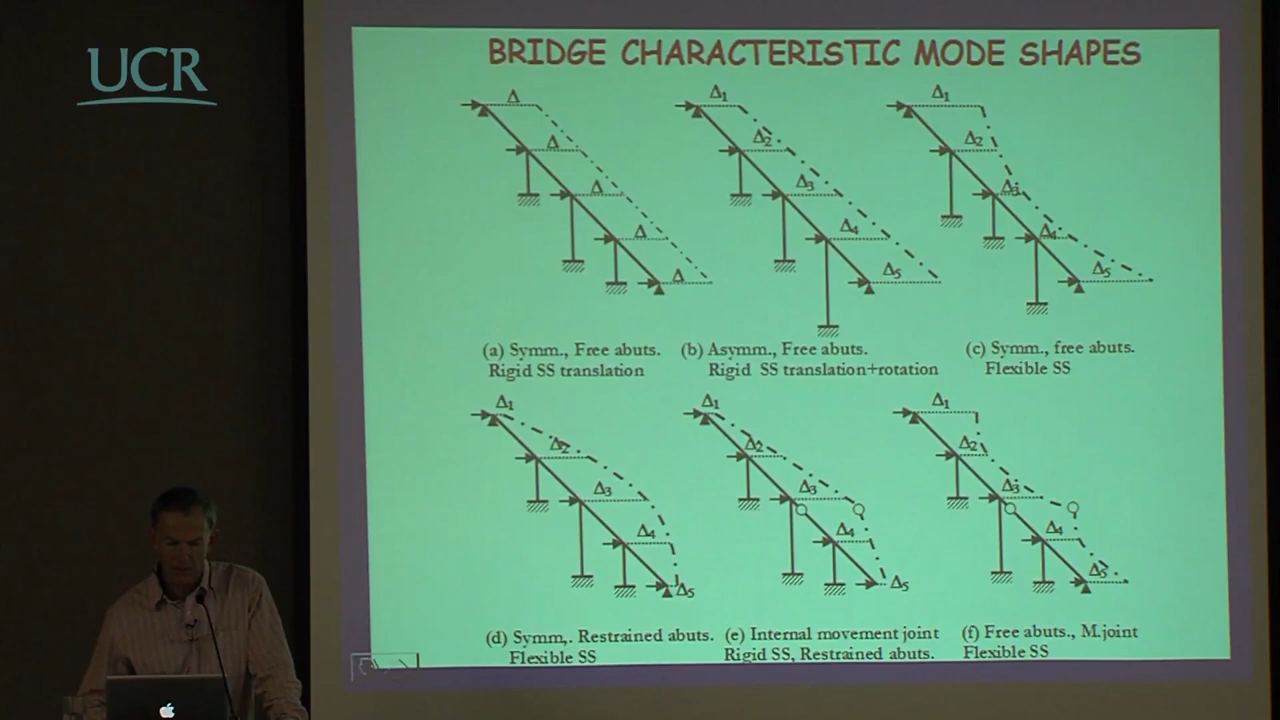 UCR
BRIDGE CHARACTERISTIC MODE SHAPES
Δ
Δ
Δ
Δ
Δ
Δ1
Δ2
Δ3
Δ4
Δ5
Δ1
Δ2
Δ3
Δ4
Δ5
(a) Symm., Free abuts.
Rigid SS translation
(b) Asymm., Free abuts.
Rigid SS translation+rotation
(c) Symm., free abuts.
Flexible SS
Δ1
Δ2
Δ3
Δ4
Δ5
Δ1
Δ2
Δ3
Δ4
Δ5
Δ1
Δ2
Δ3
Δ4
Δ5
(d) Symm,. Restrained abuts.
Flexible SS
(e) Internal movement joint
Rigid SS, Restrained abuts.
(f) Free abuts., M.joint
Flexible SS